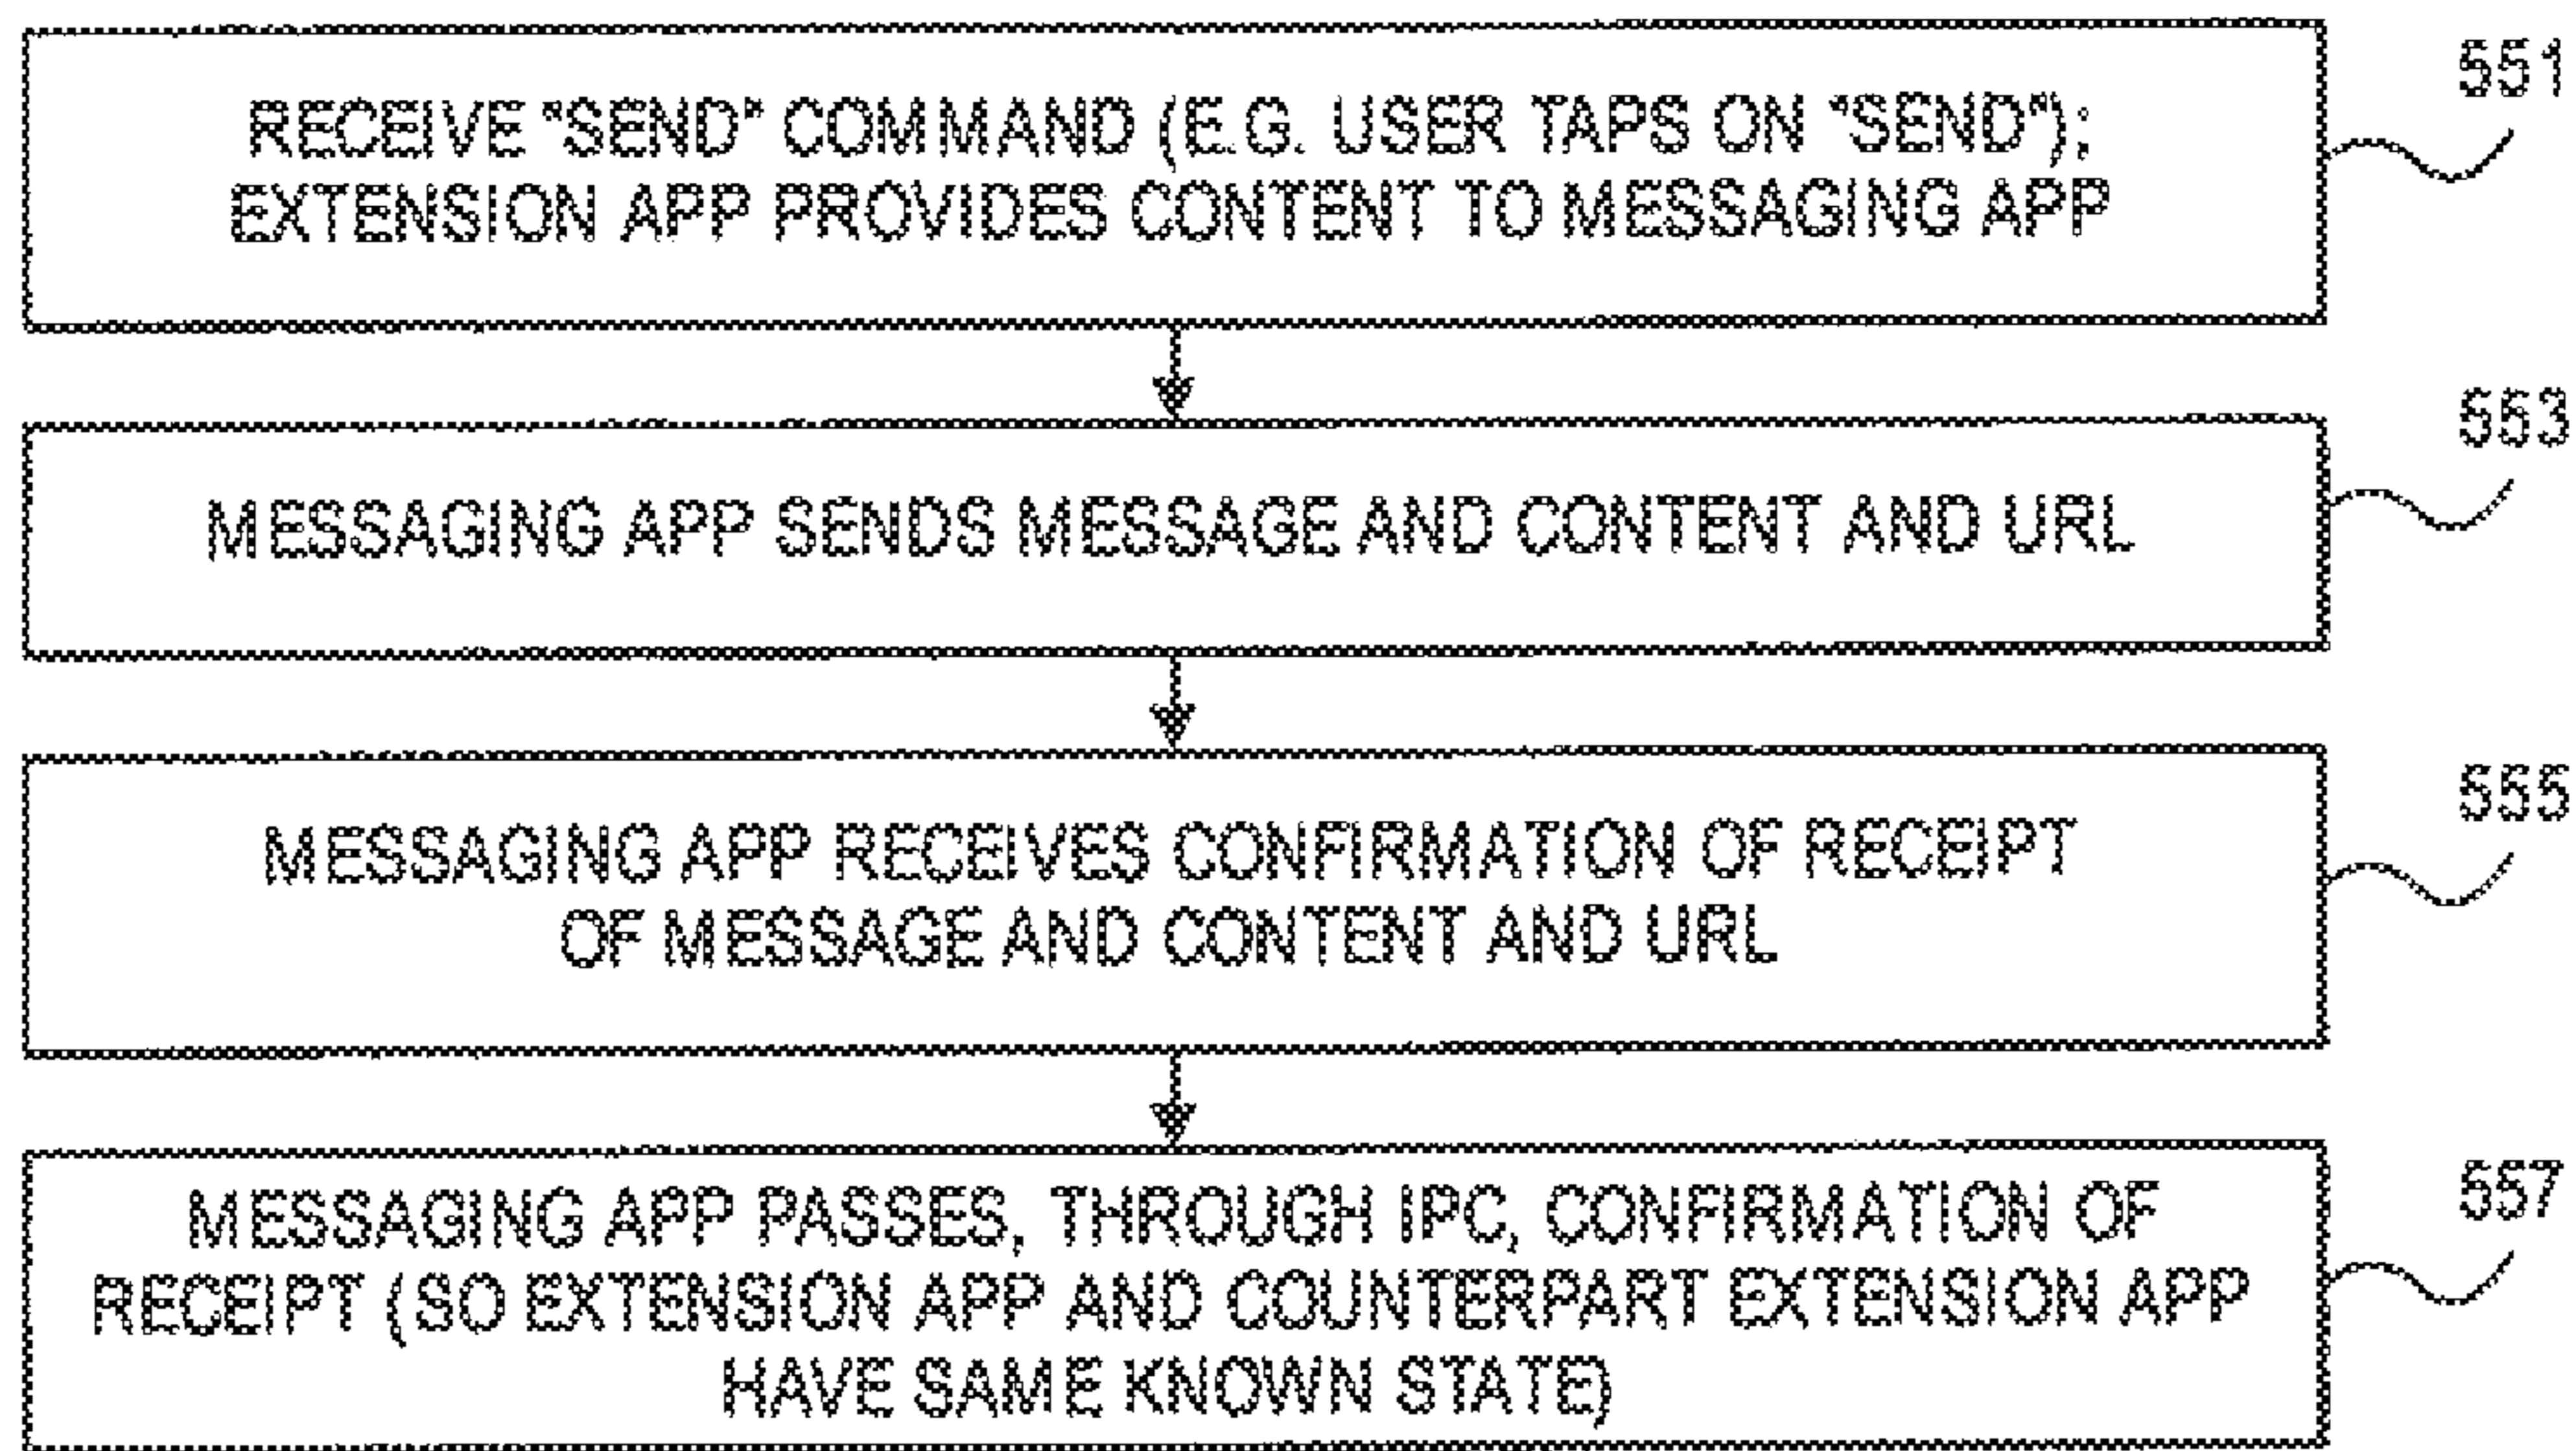 RECEIVE "SEND" COMMAND (E.G. USER TAPS ON "SEND");
EXTENSION APP PROVIDES CONTENT TO MESSAGING APP
551
MESSAGING APP SENDS MESSAGE AND CONTENT AND URL
553
MESSAGING APP RECEIVES CONFIRMATION OF RECEIPT
OF MESSAGE AND CONTENT AND URL
555
MESSAGING APP PASSES, THROUGH IPC, CONFIRMATION OF
RECEIPT (SO EXTENSION APP AND COUNTERPART EXTENSION APP
HAVE SAME KNOWN STATE)
557